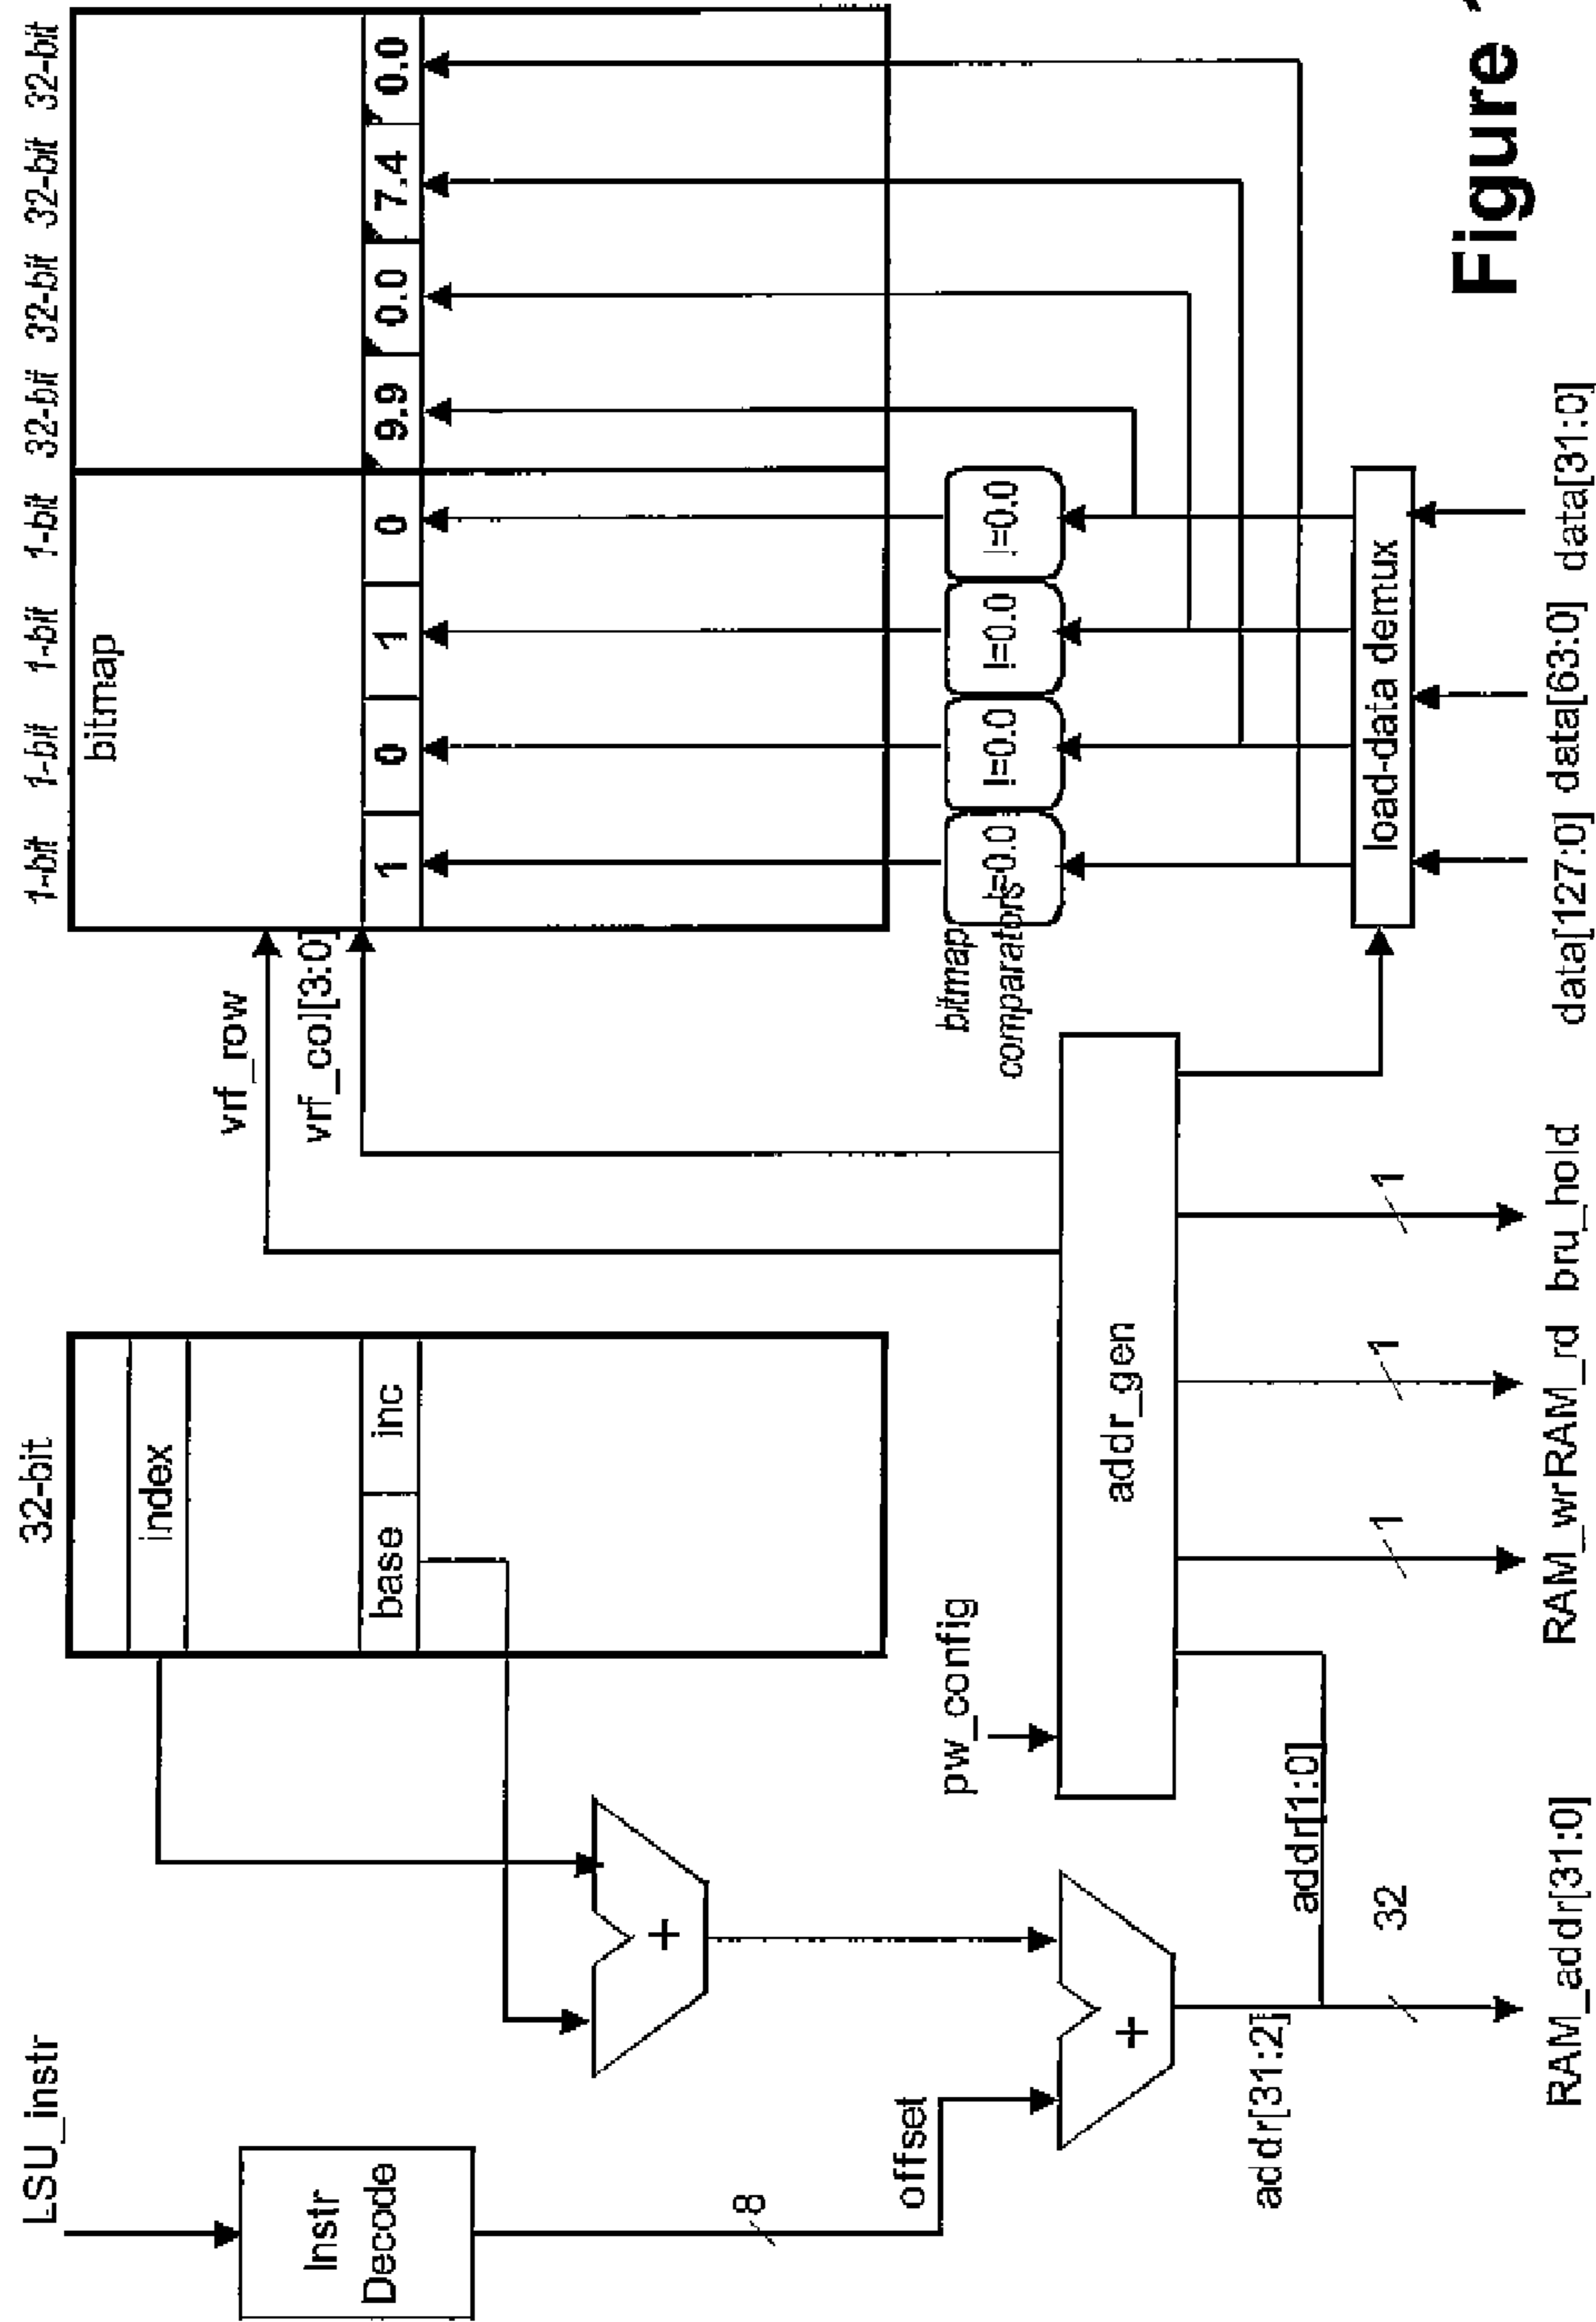 LSU_instr
32-bit
1-bit 1-bit 1-bit 1-bit 32-bit 32-bit 32-bit 32-bit
Instr
Decode
index
base inc
vrf_row
vrf_col[3:0]
bitmap
1 0 1 0 9.9 0.0 7.4 0.0
8
offset
+
+
pw_config
addr_gen
bitmap
comparators
!=0.0 !=0.0 !=0.0 !=0.0
addr[31:2]
addr[1:0]
32
1
1
1
load-data demux
RAM_addr[31:0] RAM_wr RAM_rd bru_hold data[127:0] data[63:0] data[31:0]
Figure